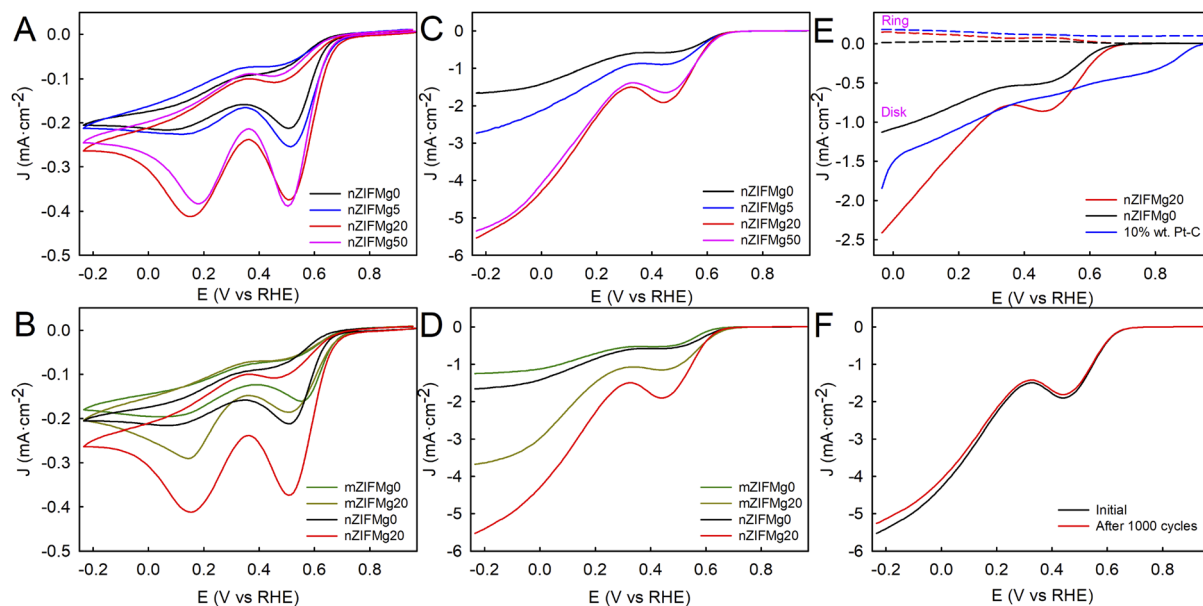 A
0.0
-0.1
-0.2
-0.3
-0.4
-0.5
J (mA·cm⁻²)
-0.2 0.0 0.2 0.4 0.6 0.8
E (V vs RHE)
nZIFMg0
nZIFMg5
nZIFMg20
nZIFMg50
C
0
-1
-2
-3
-4
-5
-6
J (mA·cm⁻²)
-0.2 0.0 0.2 0.4 0.6 0.8
E (V vs RHE)
nZIFMg0
nZIFMg5
nZIFMg20
nZIFMg50
E
Ring
Disk
0.0
-0.5
-1.0
-1.5
-2.0
-2.5
J (mA·cm⁻²)
0.0 0.2 0.4 0.6 0.8
E (V vs RHE)
nZIFMg20
nZIFMg0
10% wt. Pt-C
B
0.0
-0.1
-0.2
-0.3
-0.4
-0.5
J (mA·cm⁻²)
-0.2 0.0 0.2 0.4 0.6 0.8
E (V vs RHE)
mZIFMg0
mZIFMg20
nZIFMg0
nZIFMg20
D
0
-1
-2
-3
-4
-5
-6
J (mA·cm⁻²)
-0.2 0.0 0.2 0.4 0.6 0.8
E (V vs RHE)
mZIFMg0
mZIFMg20
nZIFMg0
nZIFMg20
F
0
-1
-2
-3
-4
-5
-6
J (mA·cm⁻²)
-0.2 0.0 0.2 0.4 0.6 0.8
E (V vs RHE)
Initial
After 1000 cycles